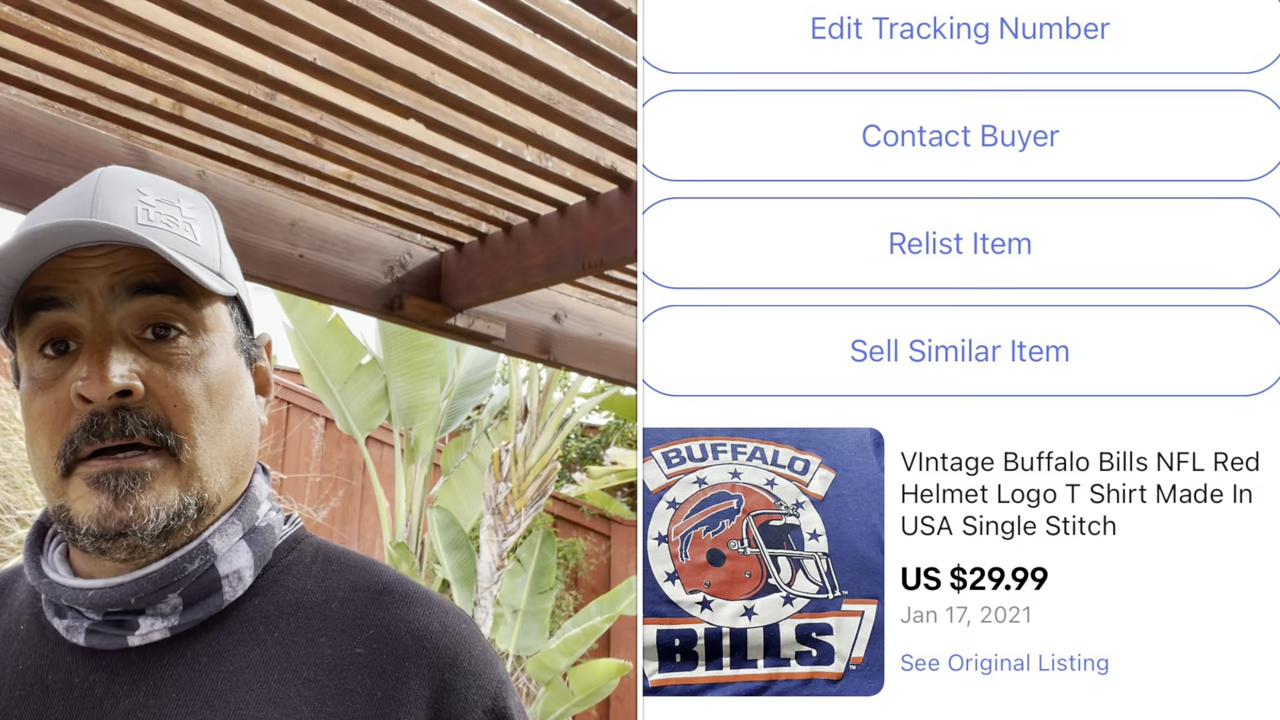 USA
Edit Tracking Number
Contact Buyer
Relist Item
Sell Similar Item
BUFFALO
BILLS
VIntage Buffalo Bills NFL Red
Helmet Logo T Shirt Made In
USA Single Stitch
US $29.99
Jan 17, 2021
See Original Listing